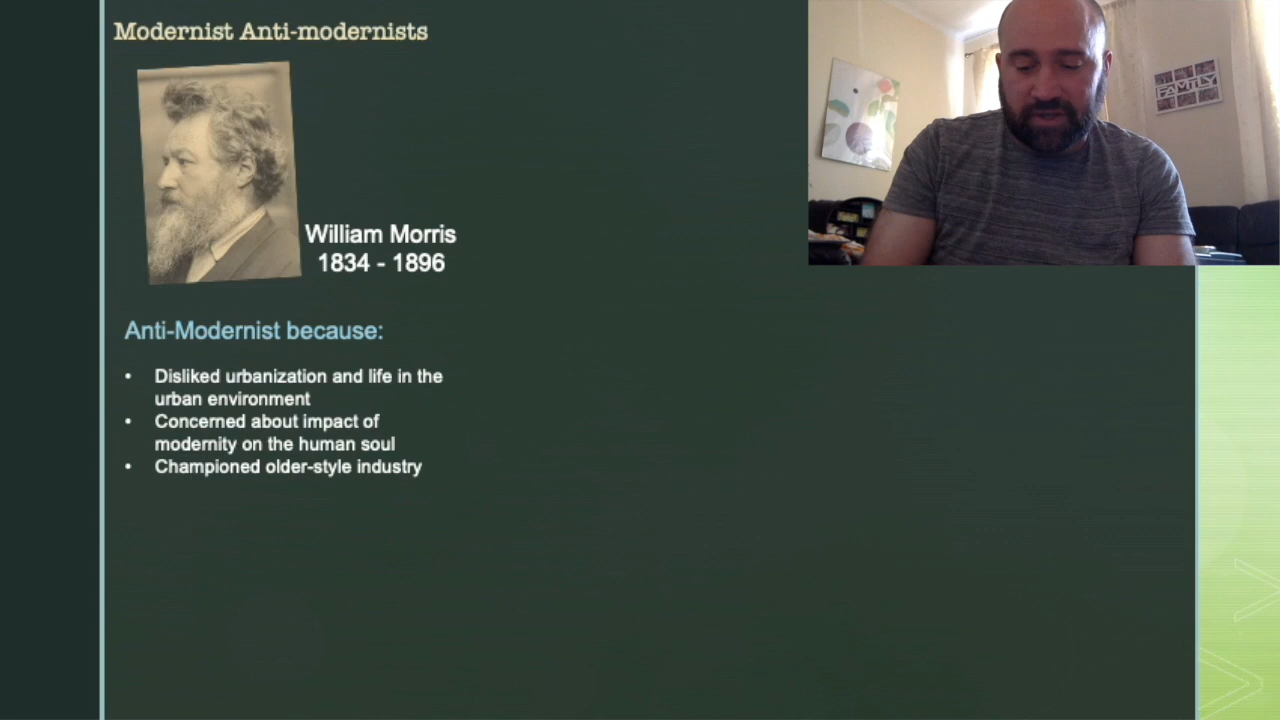 Modernist Anti-modernists
FAMILY
William Morris
1834 - 1896
Anti-Modernist because:
• Disliked urbanization and life in the
urban environment
• Concerned about impact of
modernity on the human soul
• Championed older-style industry